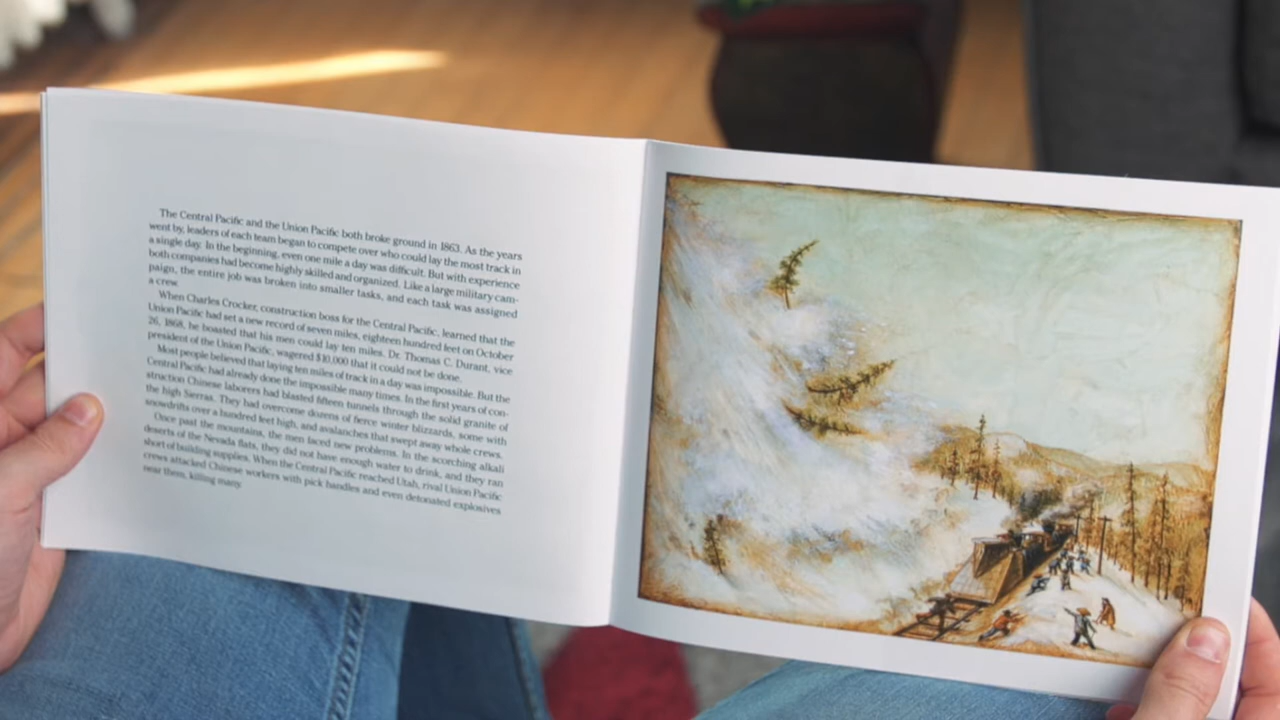 The Central Pacific and the Union Pacific both broke ground in 1863. As the years
went by, leaders of each team began to compete over who could lay the most track in
a single day. In the beginning, even one mile a day was difficult. But with experience
both companies had become highly skilled and organized. Like a large military cam-
paign, the entire job was broken into smaller tasks, and each task was assigned
a crew.
When Charles Crocker, construction boss for the Central Pacific, learned that the
Union Pacific had set a new record of seven miles, eighteen hundred feet on October
26, 1868, he boasted that his men could lay ten miles. Dr. Thomas C. Durant, vice
president of the Union Pacific, wagered $10,000 that it could not be done.
Most people believed that laying ten miles of track in a day was impossible. But the
Central Pacific had already done the impossible many times. In the first years of con-
struction Chinese laborers had blasted fifteen tunnels through the solid granite of
the high Sierras. They had overcome dozens of fierce winter blizzards, some with
snowdrifts over a hundred feet high, and avalanches that swept away whole crews.
Once past the mountains, the men faced new problems. In the scorching alkali
deserts of the Nevada flats, they did not have enough water to drink, and they ran
short of building supplies. When the Central Pacific reached Utah, rival Union Pacific
crews attacked Chinese workers with pick handles and even detonated explosives
near them, killing many.